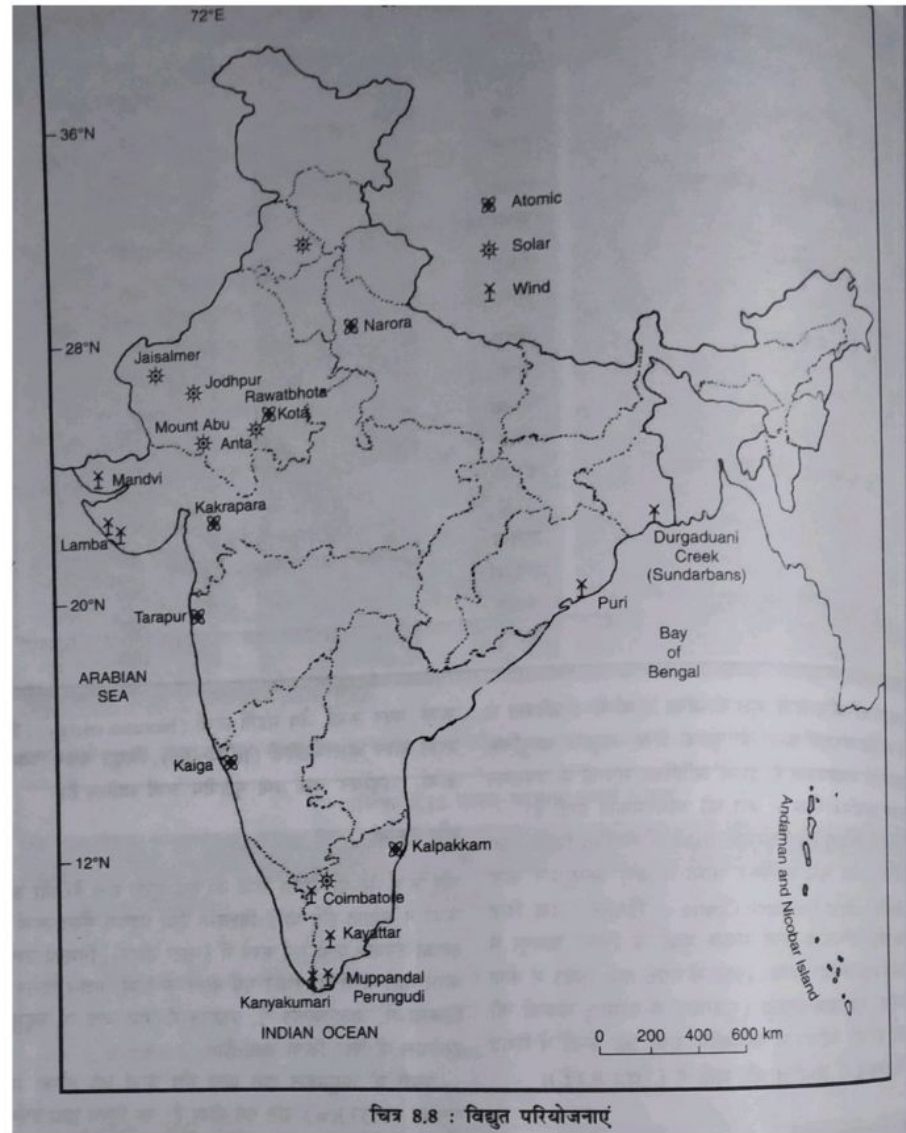 72°E
36°N
Atomic
Solar
Wind
Narora
28°N
Jaisalmer
Jodhpur
Rawatbhota
Kota
Mount Abu
Anta
Mandvi
Kakrapara
Lamba
Durgaduani
Creek
(Sundarbans)
20°N
Puri
Tarapur
Bay
of
Bengal
ARABIAN
SEA
Kaiga
Andaman and Nicobar Island
12°N
Kalpakkam
Coimbatore
Kayattar
Muppandal
Perungudi
Kanyakumari
INDIAN OCEAN
0 200 400 600 km
चित्र 8.8 : विद्युत परियोजनाएं